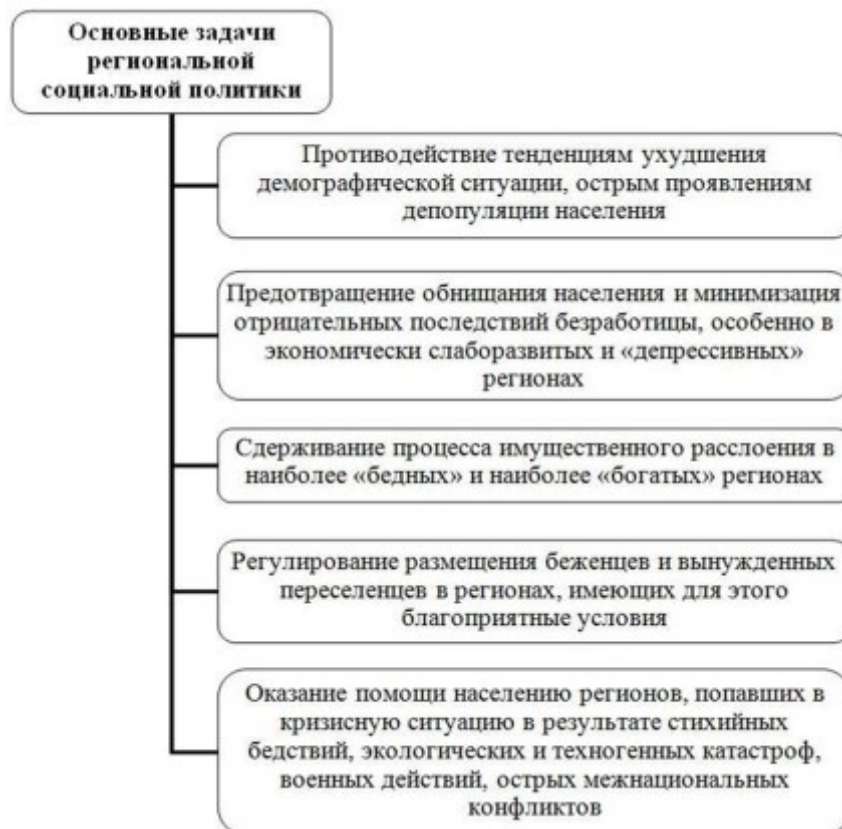 Основные задачи
региональной
социальной политики
Противодействие тенденциям ухудшения
демографической ситуации, острым проявлениям
депопуляции населения
Предотвращение обнищания населения и минимизация
отрицательных последствий безработицы, особенно в
экономически слаборазвитых и «депрессивных»
регионах
Сдерживание процесса имущественного расслоения в
наиболее «бедных» и наиболее «богатых» регионах
Регулирование размещения беженцев и вынужденных
переселенцев в регионах, имеющих для этого
благоприятные условия
Оказание помощи населению регионов, попавших в
кризисную ситуацию в результате стихийных
бедствий, экологических и техногенных катастроф,
военных действий, острых межнациональных
конфликтов